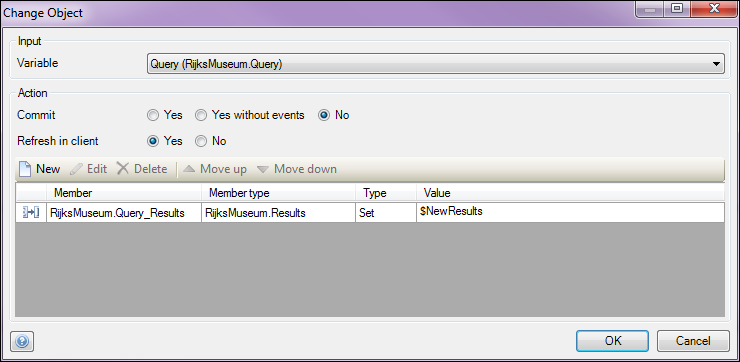 Change Object
Input
Variable Query (RijksMuseum.Query)
Action
Commit Yes Yes without events No
Refresh in client Yes No
New Edit Delete Move up Move down
Member Member type Type Value
RijksMuseum.Query_Results RijksMuseum.Results Set $NewResults
? OK Cancel